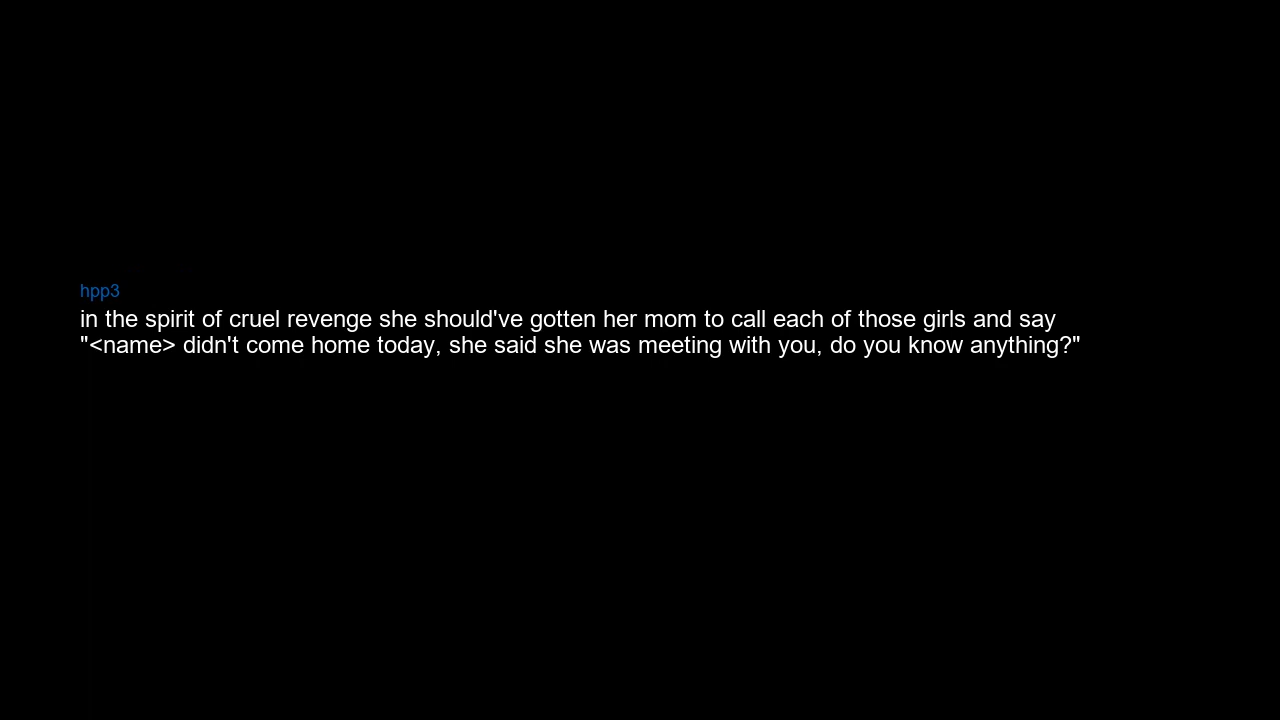 hpp3
in the spirit of cruel revenge she should've gotten her mom to call each of those girls and say
"<name> didn't come home today, she said she was meeting with you, do you know anything?"